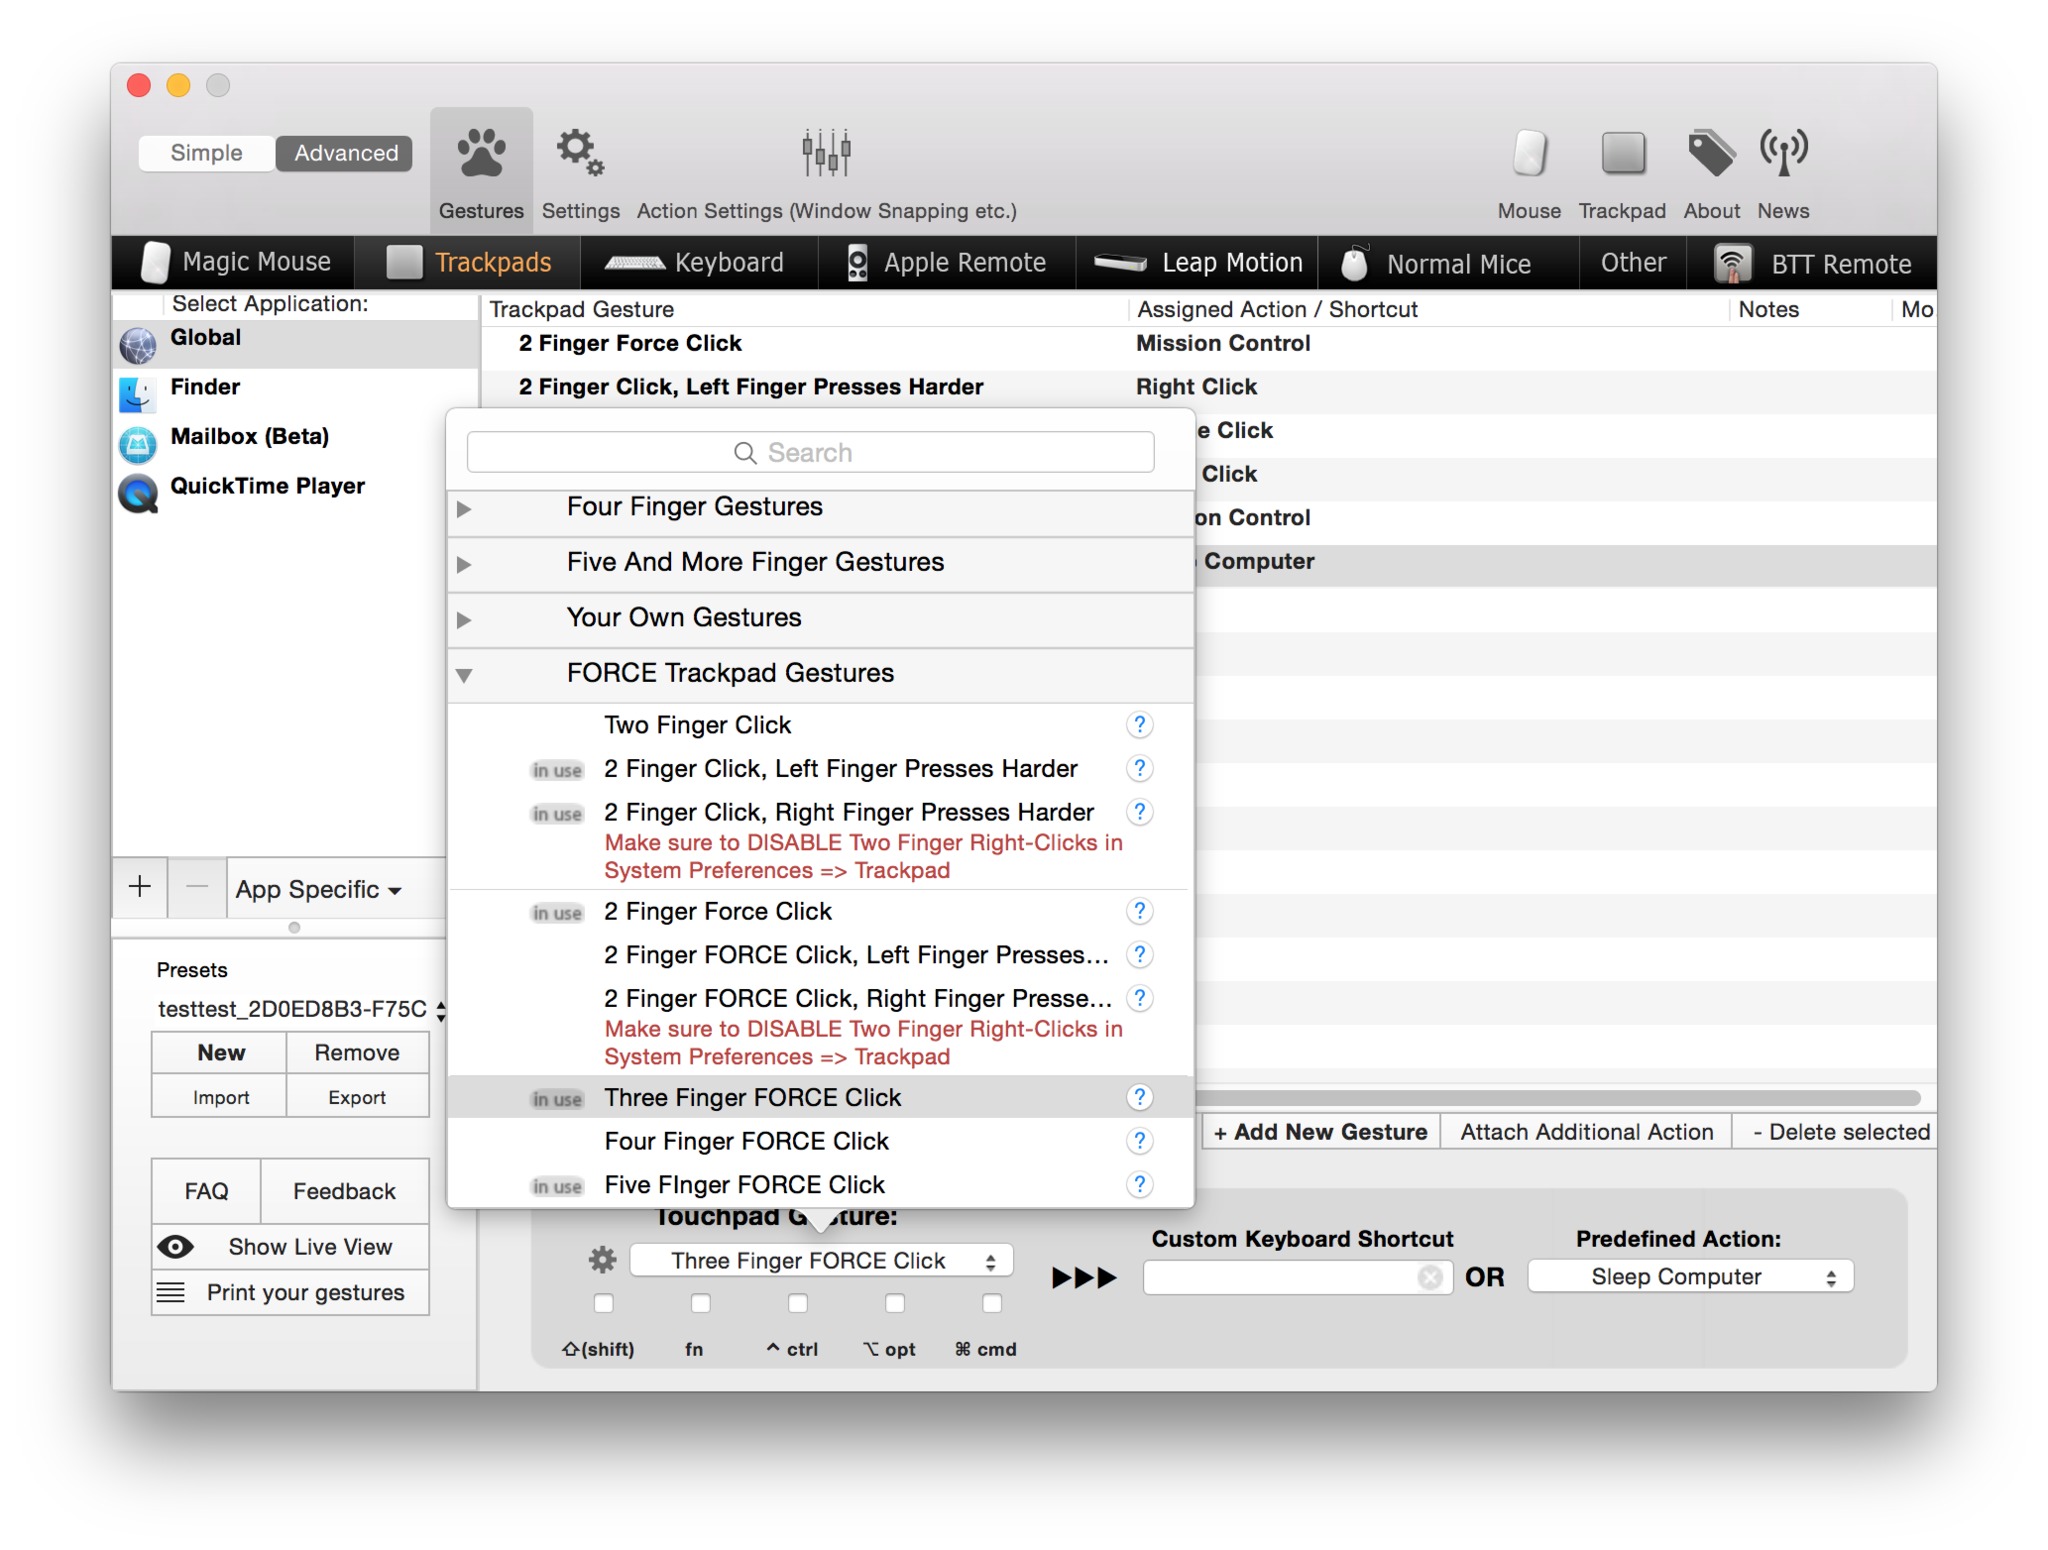 Simple
Advanced
Gestures
Settings
Action Settings (Window Snapping etc.)
Mouse
Trackpad
About
News
Magic Mouse
Trackpads
Keyboard
Apple Remote
Leap Motion
Normal Mice
Other
BTT Remote
Select Application:
Global
Finder
Mailbox (Beta)
QuickTime Player
Trackpad Gesture
Assigned Action / Shortcut
Notes
Mo
2 Finger Force Click
Mission Control
2 Finger Click, Left Finger Presses Harder
Right Click
e Click
Click
on Control
Computer
Search
Four Finger Gestures
Five And More Finger Gestures
Your Own Gestures
FORCE Trackpad Gestures
Two Finger Click ?
in use 2 Finger Click, Left Finger Presses Harder ?
in use 2 Finger Click, Right Finger Presses Harder ?
Make sure to DISABLE Two Finger Right-Clicks in
System Preferences => Trackpad
in use 2 Finger Force Click ?
2 Finger FORCE Click, Left Finger Presses... ?
2 Finger FORCE Click, Right Finger Presse... ?
Make sure to DISABLE Two Finger Right-Clicks in
System Preferences => Trackpad
in use Three Finger FORCE Click ?
Four Finger FORCE Click ?
in use Five FInger FORCE Click ?
+ − App Specific
Presets
testtest_2D0ED8B3-F75C
New
Remove
Import
Export
FAQ
Feedback
Show Live View
Print your gestures
+ Add New Gesture
Attach Additional Action
- Delete selected
Touchpad G ture:
Three Finger FORCE Click
⇧(shift)
fn
^ ctrl
⌥ opt
⌘ cmd
Custom Keyboard Shortcut
OR
Predefined Action:
Sleep Computer